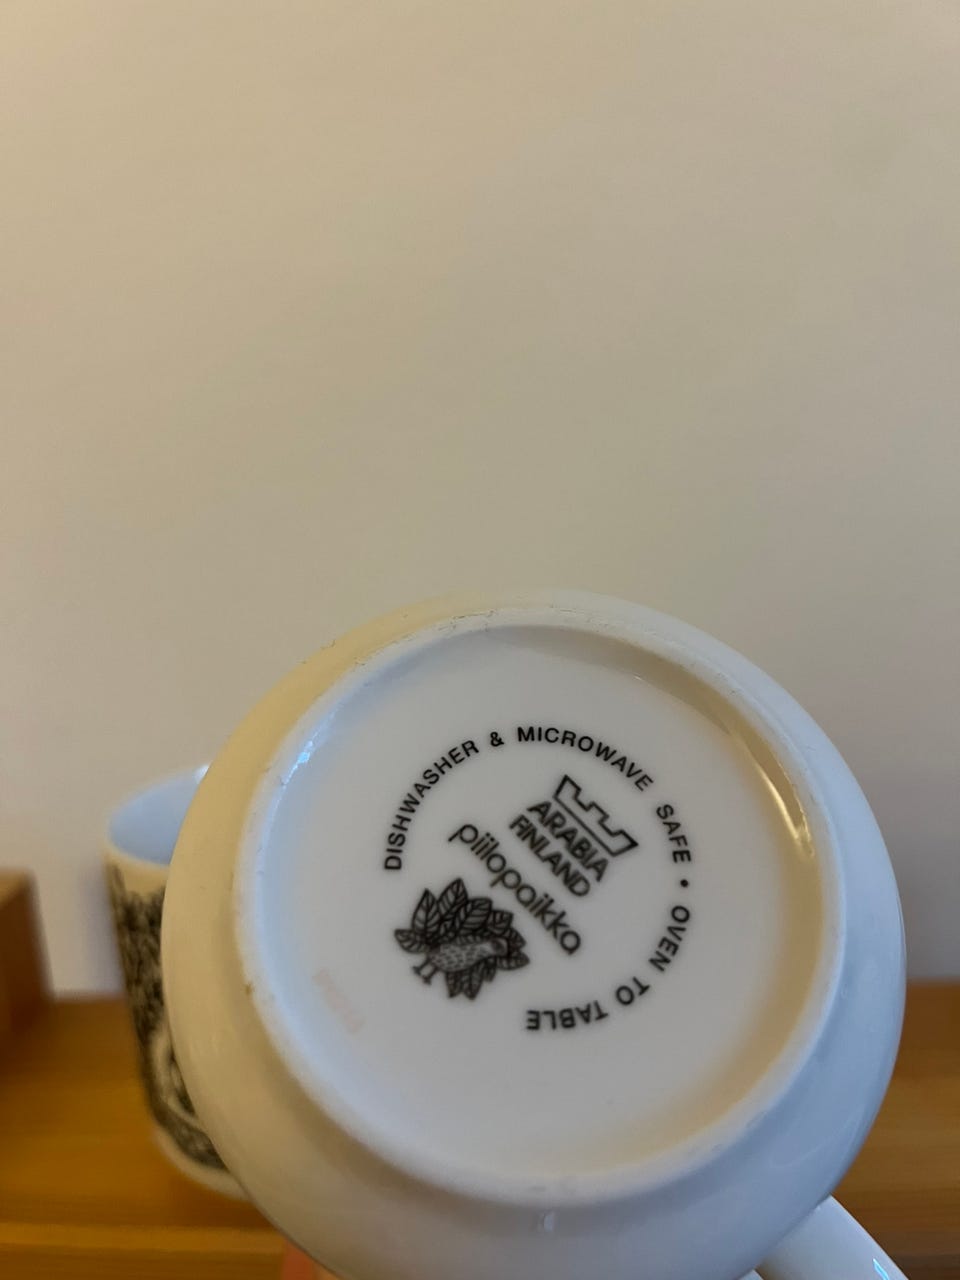 DISHWASHER & MICROWAVE SAFE • OVEN TO TABLE
ARABIA
FINLAND
piilopaikka